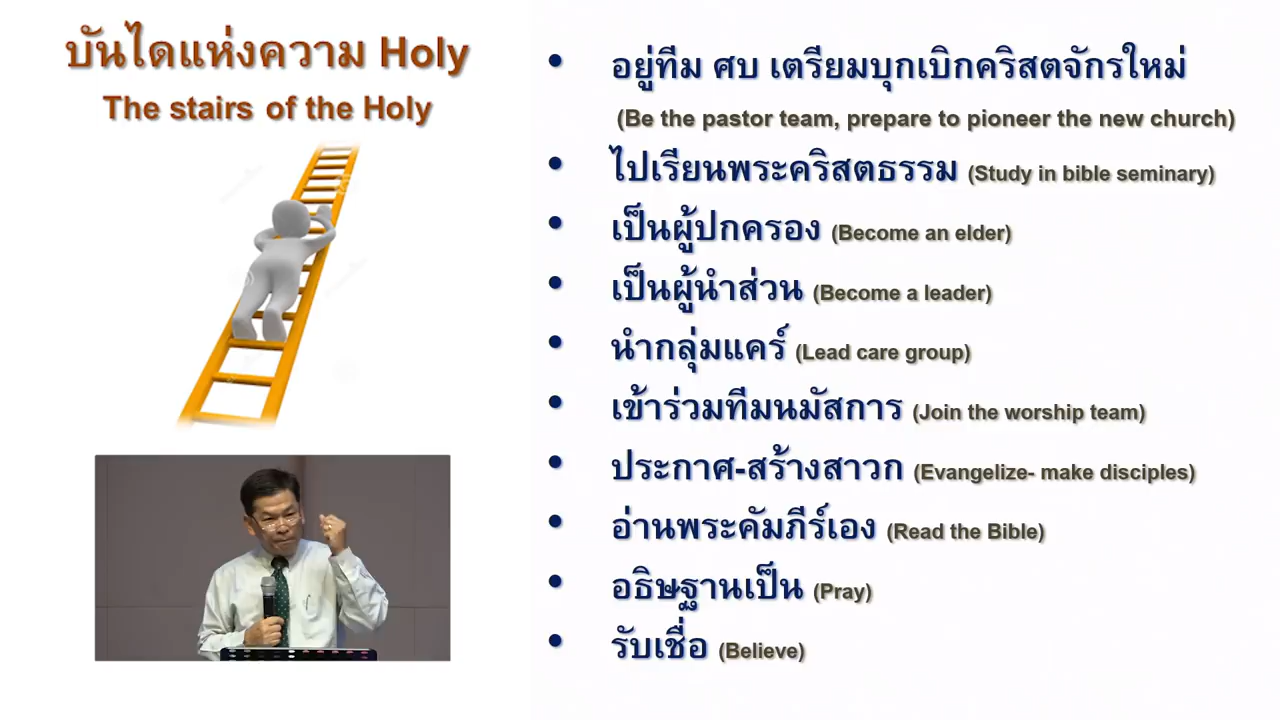 บันไดแห่งความ Holy
The stairs of the Holy
• อยู่ทีม ศบ เตรียมบุกเบิกคริสตจักรใหม่
(Be the pastor team, prepare to pioneer the new church)
• ไปเรียนพระคริสตธรรม (Study in bible seminary)
• เป็นผู้ปกครอง (Become an elder)
• เป็นผู้นำส่วน (Become a leader)
• นำกลุ่มแคร์ (Lead care group)
• เข้าร่วมทีมนมัสการ (Join the worship team)
• ประกาศ-สร้างสาวก (Evangelize- make disciples)
• อ่านพระคัมภีร์เอง (Read the Bible)
• อธิษฐานเป็น (Pray)
• รับเชื่อ (Believe)